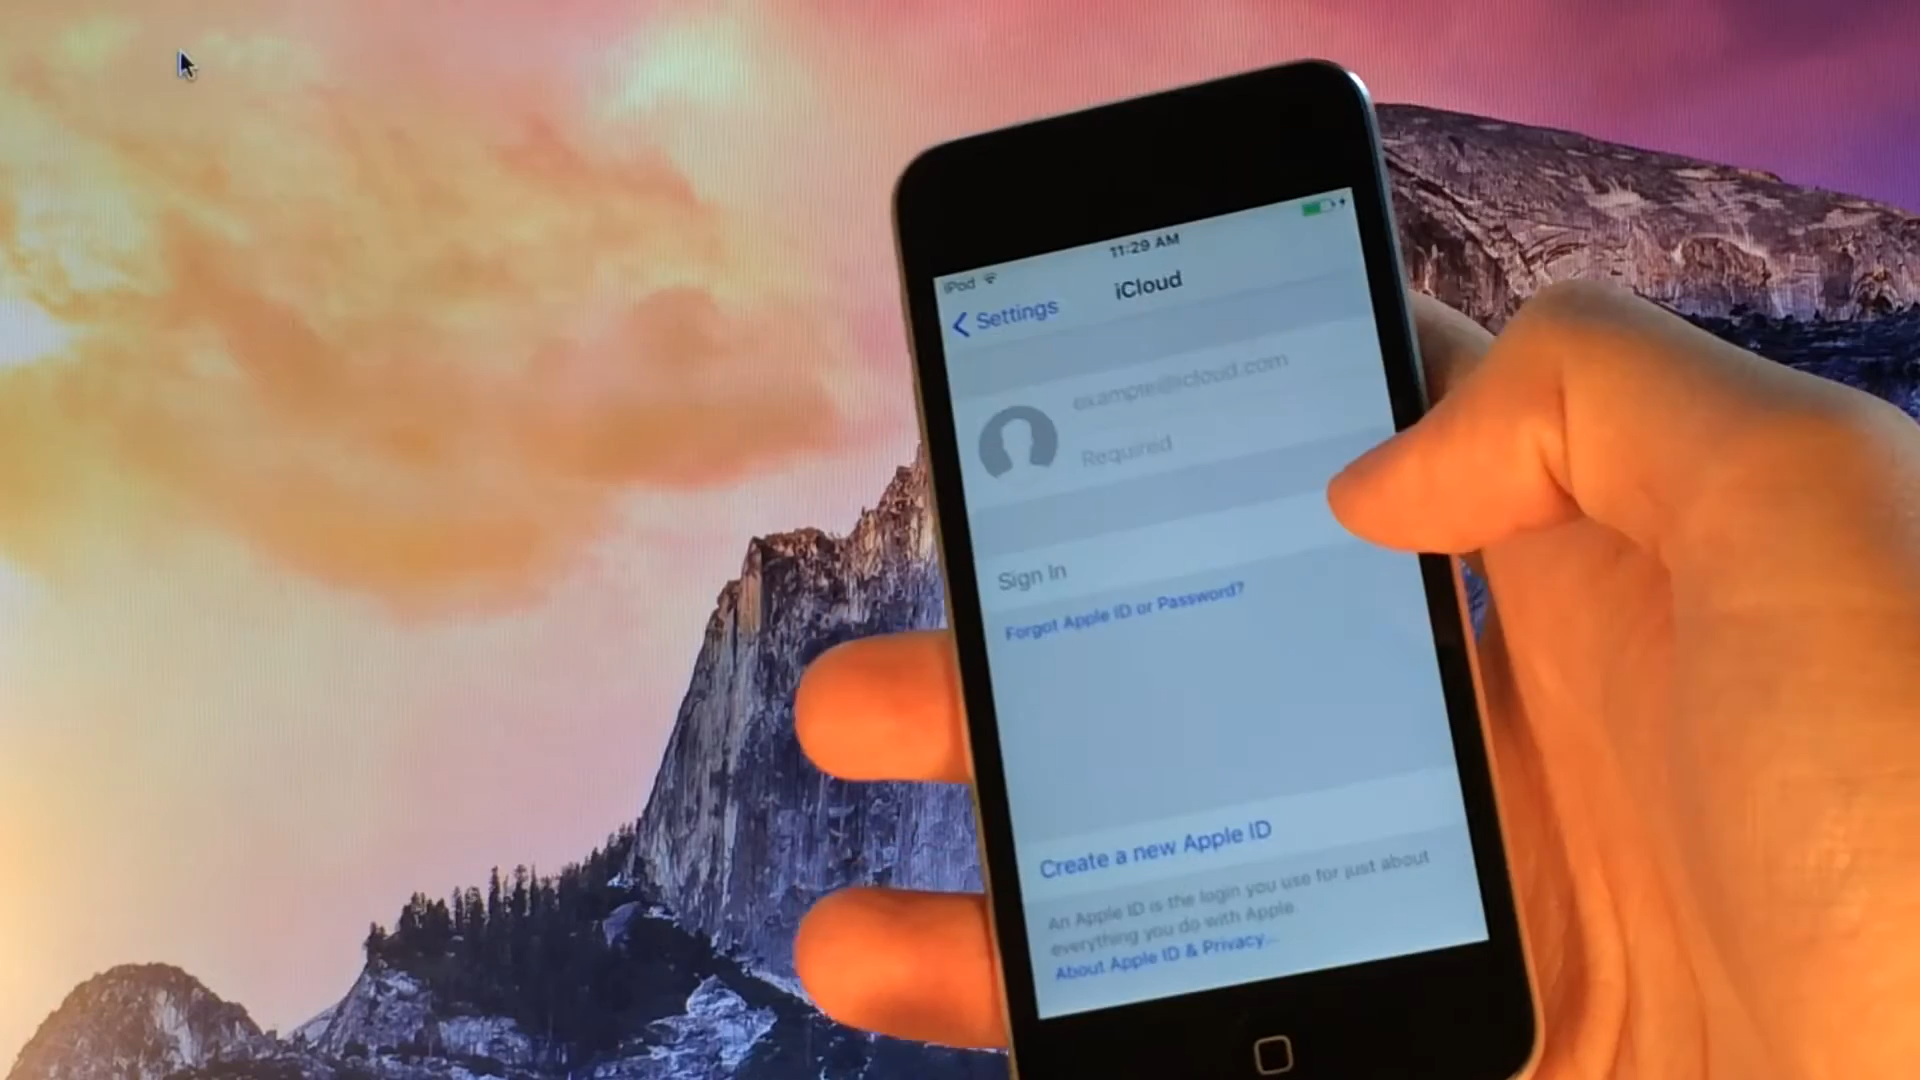 iPod
11:29 AM
Settings
iCloud
example@icloud.com
Required
Sign In
Forgot Apple ID or Password?
Create a new Apple ID
An Apple ID is the login you use for just about
everything you do with Apple.
About Apple ID & Privacy...